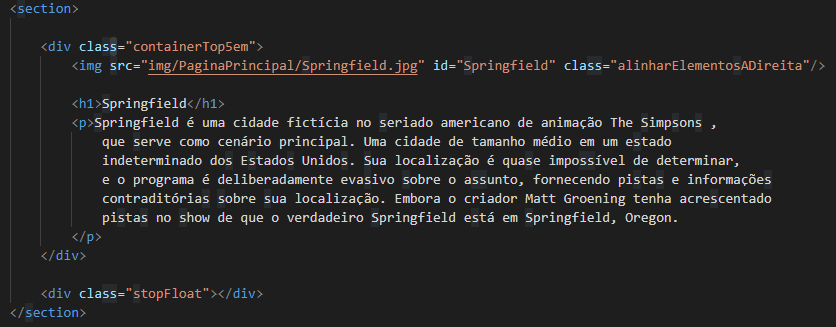 <section>
<div class="containerTop5em">
<img src="img/PaginaPrincipal/Springfield.jpg" id="Springfield" class="alinharElementosADireita"/>
<h1>Springfield</h1>
<p>Springfield é uma cidade fictícia no seriado americano de animação The Simpsons ,
que serve como cenário principal. Uma cidade de tamanho médio em um estado
indeterminado dos Estados Unidos. Sua localização é quase impossível de determinar,
e o programa é deliberadamente evasivo sobre o assunto, fornecendo pistas e informações
contraditórias sobre sua localização. Embora o criador Matt Groening tenha acrescentado
pistas no show de que o verdadeiro Springfield está em Springfield, Oregon.
</p>
</div>
<div class="stopFloat"></div>
</section>